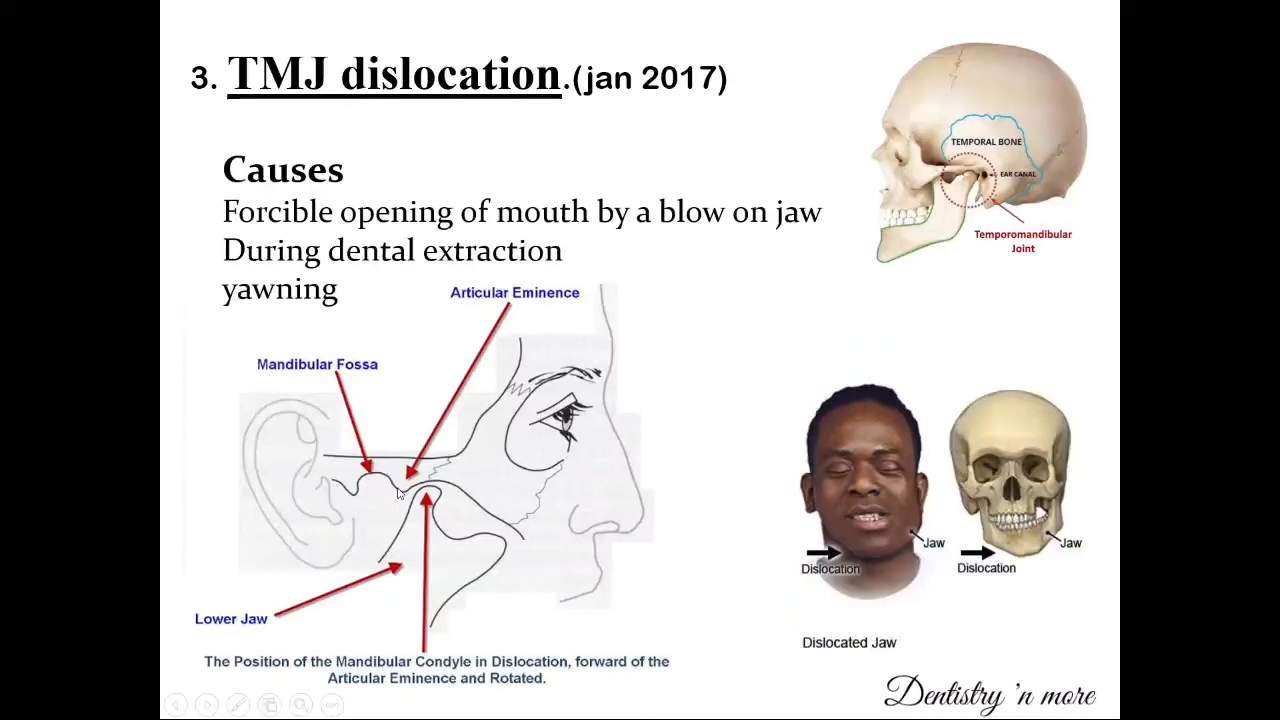 3. TMJ dislocation.(jan 2017)
Causes
Forcible opening of mouth by a blow on jaw
During dental extraction
yawning
TEMPORAL BONE
EAR CANAL
Temporomandibular
Joint
Articular Eminence
Mandibular Fossa
Lower Jaw
The Position of the Mandibular Condyle in Dislocation, forward of the
Articular Eminence and Rotated.
Jaw
Dislocation
Jaw
Dislocation
Dislocated Jaw
Dentistry 'n more